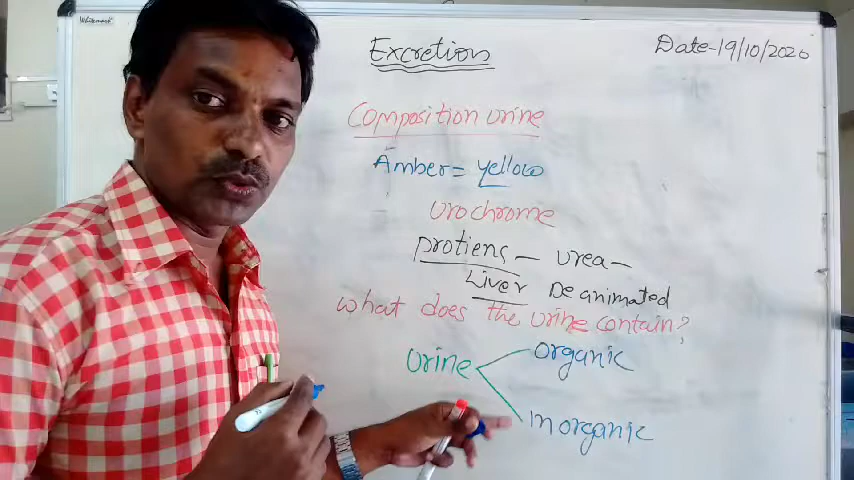 Whitemark
Excretion
Date-19/10/2020
Composition urine
Amber = yellow
urochrome
protiens - urea -
Liver Deanimated
what does the urine contain?
urine
organic
inorganic